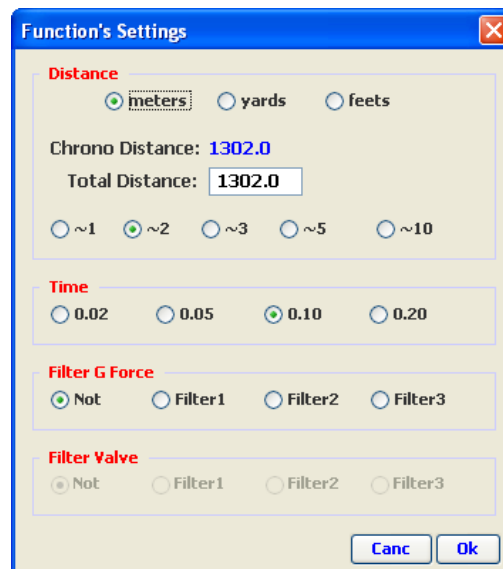 Function's Settings
Distance
meters yards feets
Chrono Distance: 1302.0
Total Distance: 1302.0
~1 ~2 ~3 ~5 ~10
Time
0.02 0.05 0.10 0.20
Filter G Force
Not Filter1 Filter2 Filter3
Filter Valve
Not Filter1 Filter2 Filter3
Canc Ok